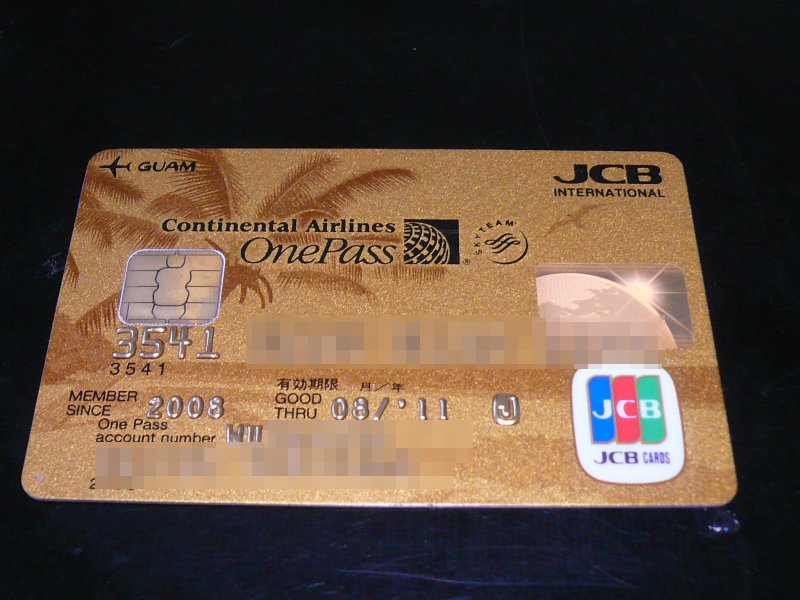 GUAM
JCB
INTERNATIONAL
Continental Airlines
OnePass
SKYTEAM
3541
3541
有効期限 月/年
MEMBER SINCE 2008
GOOD THRU 08/'11 J
One Pass
account number
JCB
JCB CARDS